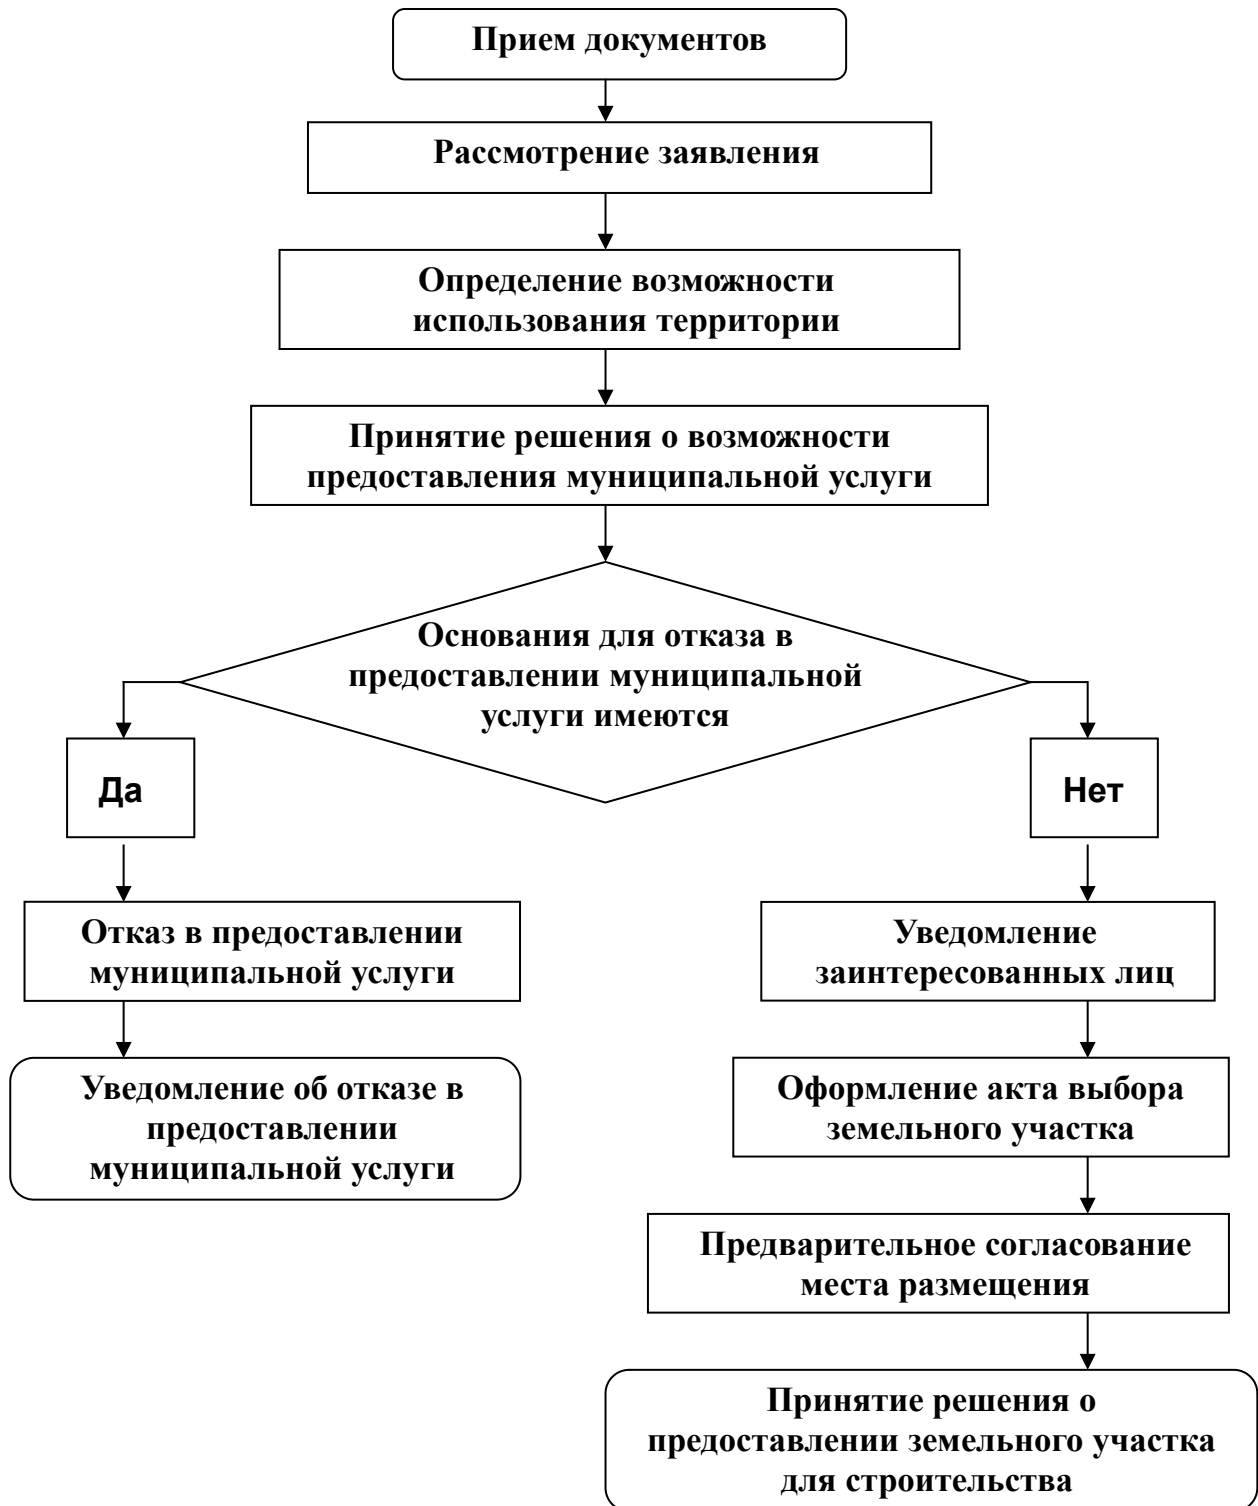 Прием документов
Рассмотрение заявления
Определение возможности
использования территории
Принятие решения о возможности
предоставления муниципальной услуги
Основания для отказа в
предоставлении муниципальной
услуги имеются
Да
Нет
Отказ в предоставлении
муниципальной услуги
Уведомление
заинтересованных лиц
Уведомление об отказе в
предоставлении
муниципальной услуги
Оформление акта выбора
земельного участка
Предварительное согласование
места размещения
Принятие решения о
предоставлении земельного участка
для строительства